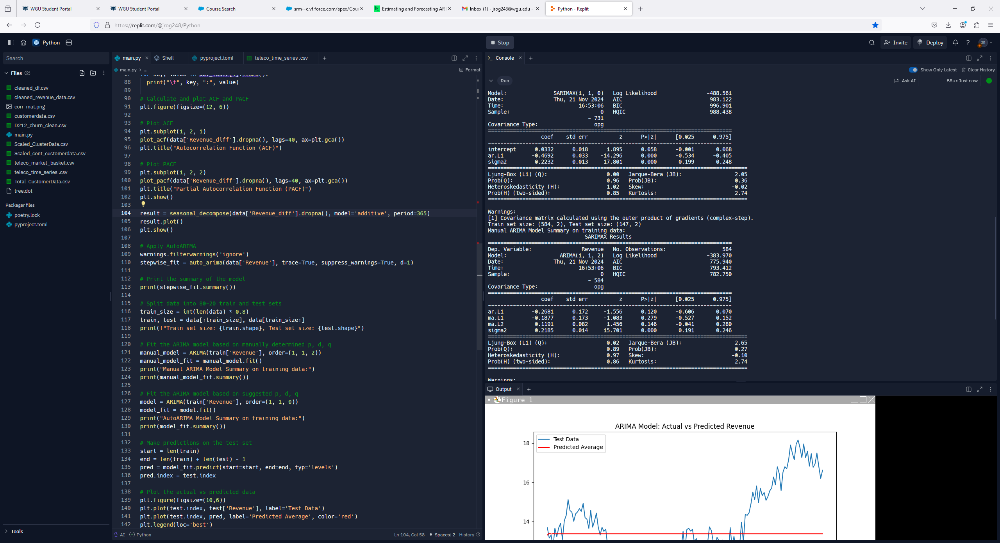 WGU Student Portal
WGU Student Portal
Course Search
srm--c.vf.force.com/apex/Cou
Estimating and Forecasting AR
Inbox (1) - jrog248@wgu.edu -
Python - Replit
https://replit.com/@jrog248/Python
Python
Stop
Invite
Deploy
JR
Search
Files
cleaned_df.csv
cleaned_revenue_data.csv
corr_mat.png
customerdata.csv
D212_churn_clean.csv
main.py
Scaled_ClusterData.csv
Scaled_cont_customerdata.csv
teleco_market_basket.csv
teleco_time_series .csv
Total_CustomerData.csv
tree.dot
Packager files
poetry.lock
pyproject.toml
Tools
main.py
Shell
pyproject.toml
teleco_time_series .csv
main.py > ...
Format
88 print("\t", key, ":", value)
89
90 # Calculate and plot ACF and PACF
91 plt.figure(figsize=(12, 6))
92
93 # Plot ACF
94 plt.subplot(1, 2, 1)
95 plot_acf(data['Revenue_diff'].dropna(), lags=40, ax=plt.gca())
96 plt.title("Autocorrelation Function (ACF)")
97
98 # Plot PACF
99 plt.subplot(1, 2, 2)
100 plot_pacf(data['Revenue_diff'].dropna(), lags=40, ax=plt.gca())
101 plt.title("Partial Autocorrelation Function (PACF)")
102 plt.show()
103
104 result = seasonal_decompose(data['Revenue_diff'].dropna(), model='additive', period=365)
105 result.plot()
106 plt.show()
107
108 # Apply AutoARIMA
109 warnings.filterwarnings('ignore')
110 stepwise_fit = auto_arima(data['Revenue'], trace=True, suppress_warnings=True, d=1)
111
112 # Print the summary of the model
113 print(stepwise_fit.summary())
114
115 # Split data into 80-20 train and test sets
116 train_size = int(len(data) * 0.8)
117 train, test = data[:train_size], data[train_size:]
118 print(f"Train set size: {train.shape}, Test set size: {test.shape}")
119
120 # Fit the ARIMA model based on manually determined p, d, q
121 manual_model = ARIMA(train['Revenue'], order=(1, 1, 2))
122 manual_model_fit = manual_model.fit()
123 print("Manual ARIMA Model Summary on training data:")
124 print(manual_model_fit.summary())
125
126 # Fit the ARIMA model based on suggested p, d, q
127 model = ARIMA(train['Revenue'], order=(1, 1, 0))
128 model_fit = model.fit()
129 print("AutoARIMA Model Summary on training data:")
130 print(model_fit.summary())
131
132 # Make predictions on the test set
133 start = len(train)
134 end = len(train) + len(test) - 1
135 pred = model_fit.predict(start=start, end=end, typ='levels')
136 pred.index = test.index
137
138 # Plot the actual vs predicted data
139 plt.figure(figsize=(10,6))
140 plt.plot(test.index, test['Revenue'], label='Test Data')
141 plt.plot(test.index, pred, label='Predicted Average', color='red')
142 plt.legend(loc='best')
AI {} Python
Ln 104, Col 58 • Spaces: 2 History
Console
Show Only Latest
Clear History
Run
Ask AI
58s • Just now
Model: SARIMAX(1, 1, 0) Log Likelihood -488.561
Date: Thu, 21 Nov 2024 AIC 983.122
Time: 16:53:06 BIC 996.901
Sample: 0 HQIC 988.438
- 731
Covariance Type: opg
==============================================================================
coef std err z P>|z| [0.025 0.975]
------------------------------------------------------------------------------
intercept 0.0332 0.018 1.895 0.058 -0.001 0.068
ar.L1 -0.4692 0.033 -14.296 0.000 -0.534 -0.405
sigma2 0.2232 0.013 17.801 0.000 0.199 0.248
===================================================================================
Ljung-Box (L1) (Q): 0.00 Jarque-Bera (JB): 2.05
Prob(Q): 0.96 Prob(JB): 0.36
Heteroskedasticity (H): 1.02 Skew: -0.02
Prob(H) (two-sided): 0.85 Kurtosis: 2.74
===================================================================================
Warnings:
[1] Covariance matrix calculated using the outer product of gradients (complex-step).
Train set size: (584, 2), Test set size: (147, 2)
Manual ARIMA Model Summary on training data:
SARIMAX Results
==============================================================================
Dep. Variable: Revenue No. Observations: 584
Model: ARIMA(1, 1, 2) Log Likelihood -383.970
Date: Thu, 21 Nov 2024 AIC 775.940
Time: 16:53:06 BIC 793.412
Sample: 0 HQIC 782.750
- 584
Covariance Type: opg
==============================================================================
coef std err z P>|z| [0.025 0.975]
------------------------------------------------------------------------------
ar.L1 -0.2681 0.172 -1.556 0.120 -0.606 0.070
ma.L1 -0.1877 0.173 -1.083 0.279 -0.527 0.152
ma.L2 0.1191 0.082 1.456 0.146 -0.041 0.280
sigma2 0.2185 0.014 15.701 0.000 0.191 0.246
===================================================================================
Ljung-Box (L1) (Q): 0.02 Jarque-Bera (JB): 2.65
Prob(Q): 0.89 Prob(JB): 0.27
Heteroskedasticity (H): 0.97 Skew: -0.10
Prob(H) (two-sided): 0.86 Kurtosis: 2.74
===================================================================================
Warnings:
Output
Figure 1
ARIMA Model: Actual vs Predicted Revenue
Test Data
Predicted Average
18
16
14